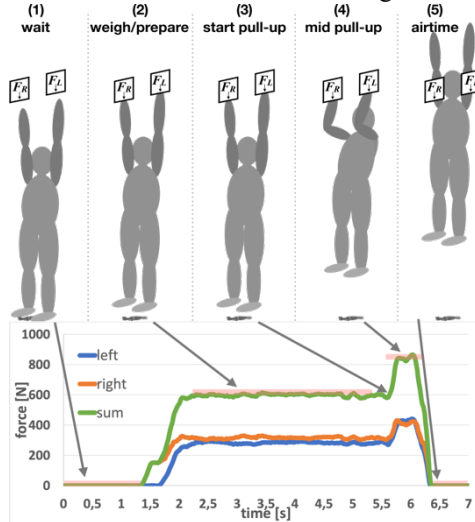 (1) (2) (3) (4) (5)
wait weigh/prepare start pull-up mid pull-up airtime
F_R F_L F_R F_L F_R F_L F_R F_L F_R F_L
1000
800
600
400
200
0
force [N]
left
right
sum
0 0,5 1 1,5 2 2,5 3 3,5 4 4,5 5 5,5 6 6,5 7
time [s]